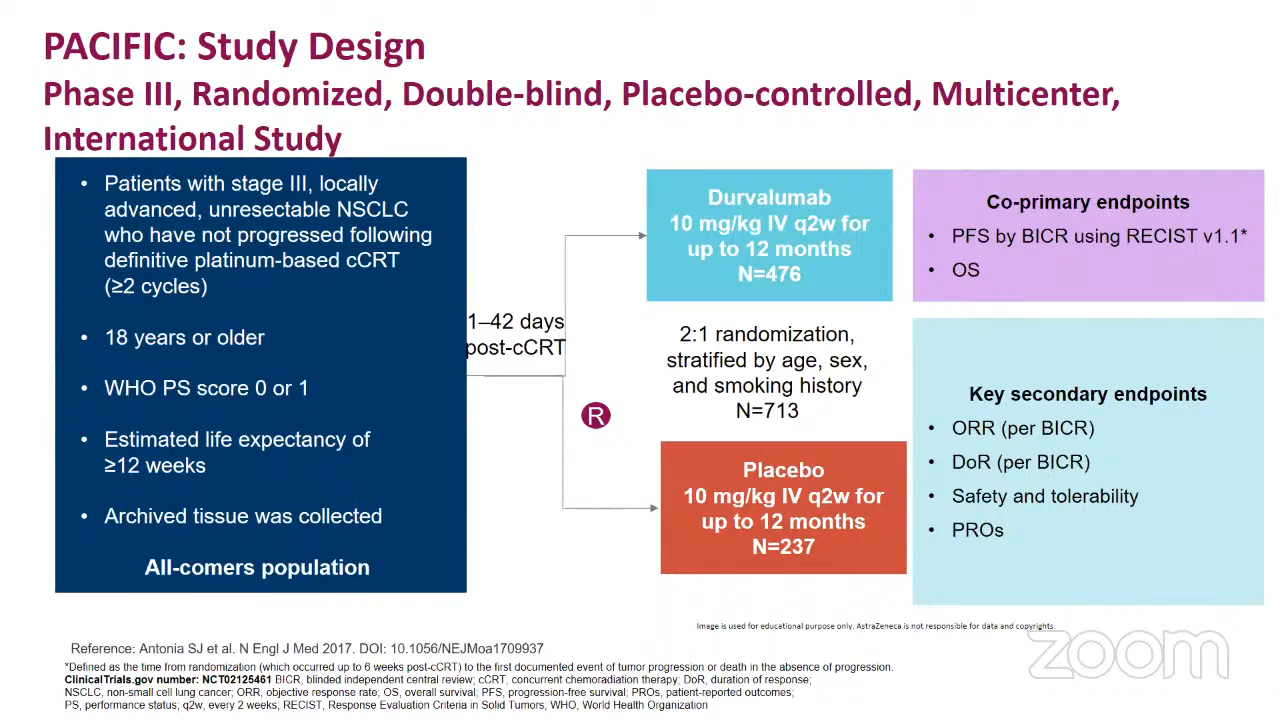 PACIFIC: Study Design
Phase III, Randomized, Double-blind, Placebo-controlled, Multicenter,
International Study
• Patients with stage III, locally
advanced, unresectable NSCLC
who have not progressed following
definitive platinum-based cCRT
(≥2 cycles)
• 18 years or older
• WHO PS score 0 or 1
• Estimated life expectancy of
≥12 weeks
• Archived tissue was collected
All-comers population
1–42 days
post-cCRT
R
Durvalumab
10 mg/kg IV q2w for
up to 12 months
N=476
2:1 randomization,
stratified by age, sex,
and smoking history
N=713
Placebo
10 mg/kg IV q2w for
up to 12 months
N=237
Co-primary endpoints
• PFS by BICR using RECIST v1.1*
• OS
Key secondary endpoints
• ORR (per BICR)
• DoR (per BICR)
• Safety and tolerability
• PROs
Image is used for educational purpose only. AstraZeneca is not responsible for data and copyrights.
zoom
Reference: Antonia SJ et al. N Engl J Med 2017. DOI: 10.1056/NEJMoa1709937
*Defined as the time from randomization (which occurred up to 6 weeks post-cCRT) to the first documented event of tumor progression or death in the absence of progression.
ClinicalTrials.gov number: NCT02125461 BICR, blinded independent central review; cCRT, concurrent chemoradiation therapy; DoR, duration of response;
NSCLC, non-small cell lung cancer; ORR, objective response rate; OS, overall survival; PFS, progression-free survival; PROs, patient-reported outcomes;
PS, performance status; q2w, every 2 weeks; RECIST, Response Evaluation Criteria in Solid Tumors, WHO, World Health Organization